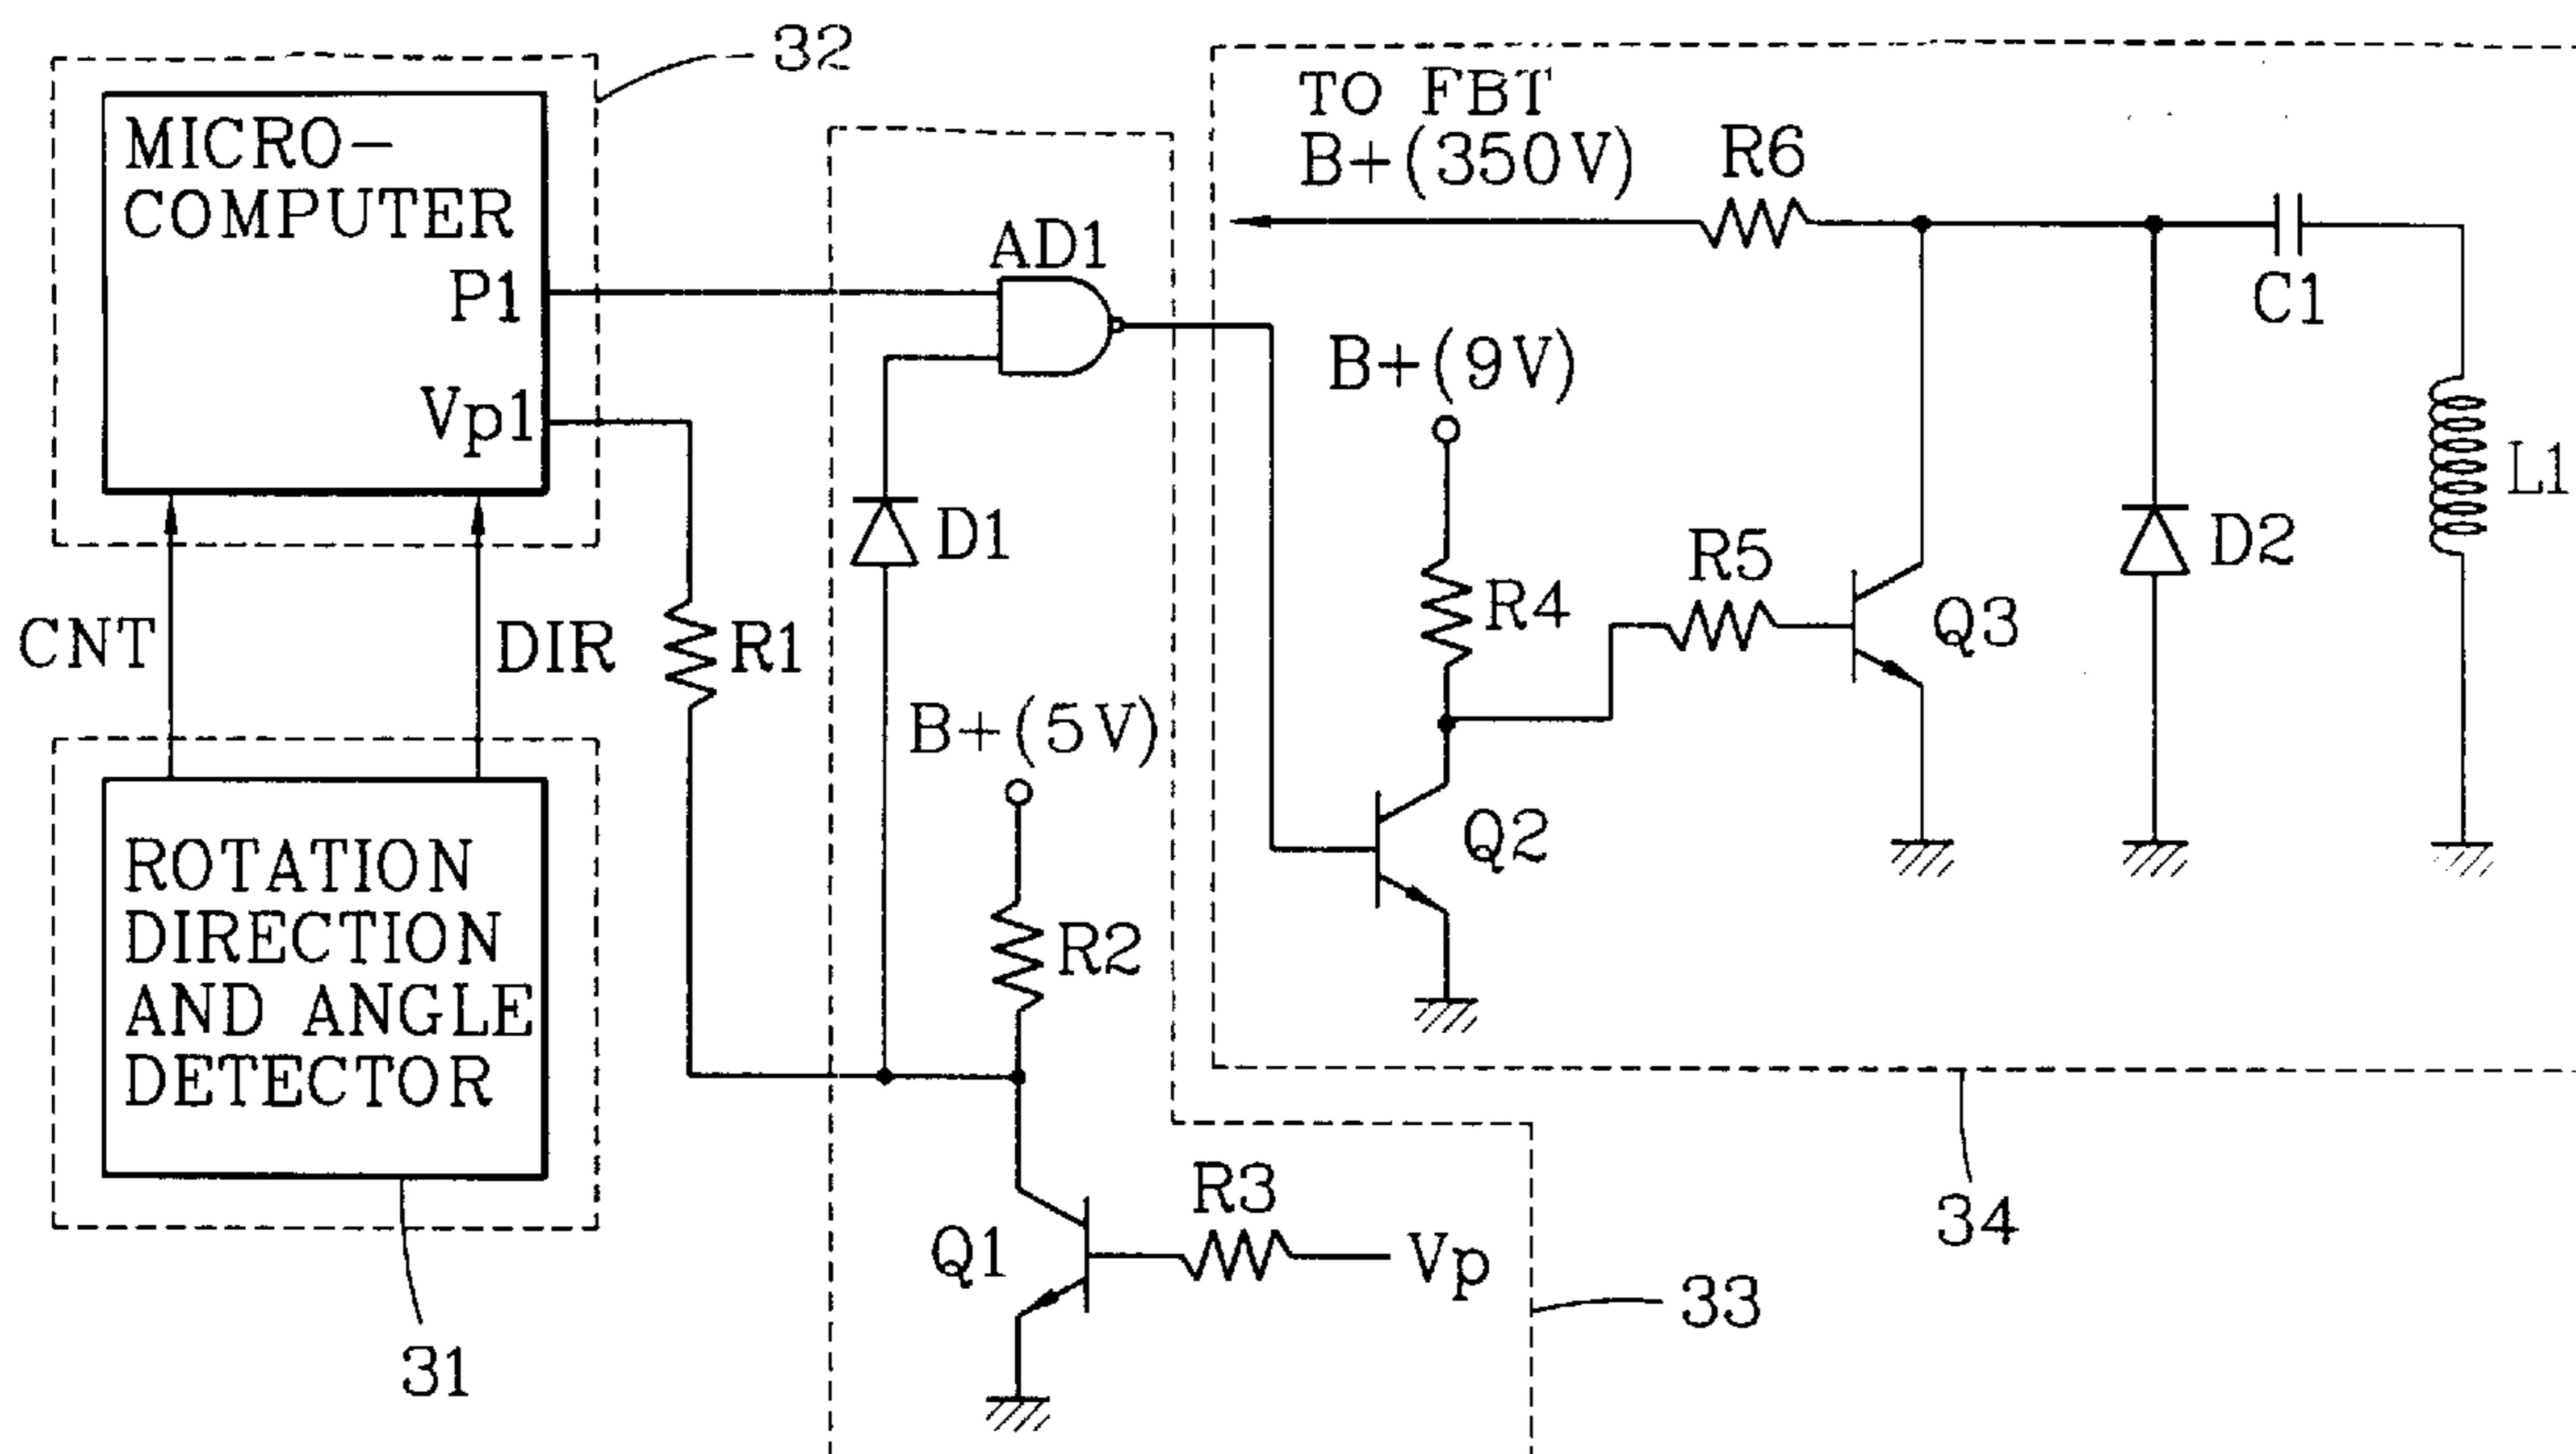 32
MICRO-
COMPUTER
P1
Vp1
CNT
DIR
ROTATION
DIRECTION
AND ANGLE
DETECTOR
31
R1
AD1
D1
B+(5V)
R2
Q1
R3
Vp
33
TO FBT
B+(350V)
R6
C1
L1
B+(9V)
R4
R5
Q3
D2
Q2
34